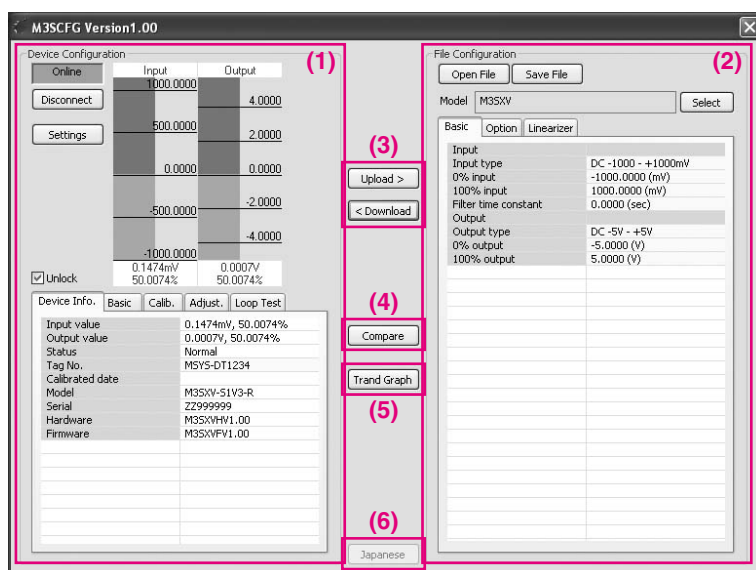 M3SCFG Version1.00
Device Configuration
(1)
Online
Disconnect
Settings
Input Output
1000.0000
500.0000
0.0000
-500.0000
-1000.0000
4.0000
2.0000
0.0000
-2.0000
-4.0000
0.1474mV 0.0007V
50.0074% 50.0074%
Unlock
Device Info. Basic Calib. Adjust. Loop Test
Input value 0.1474mV, 50.0074%
Output value 0.0007V, 50.0074%
Status Normal
Tag No. MSYS-DT1234
Calibrated date
Model M3SXV-S1V3-R
Serial ZZ999999
Hardware M3SXVHV1.00
Firmware M3SXVFV1.00
(3)
Upload >
< Download
(4)
Compare
Trand Graph
(5)
(6)
Japanese
File Configuration
(2)
Open File Save File
Model M3SXV Select
Basic Option Linearizer
Input
Input type DC -1000 - +1000mV
0% input -1000.0000 (mV)
100% input 1000.0000 (mV)
Filter time constant 0.0000 (sec)
Output
Output type DC -5V - +5V
0% output -5.0000 (V)
100% output 5.0000 (V)